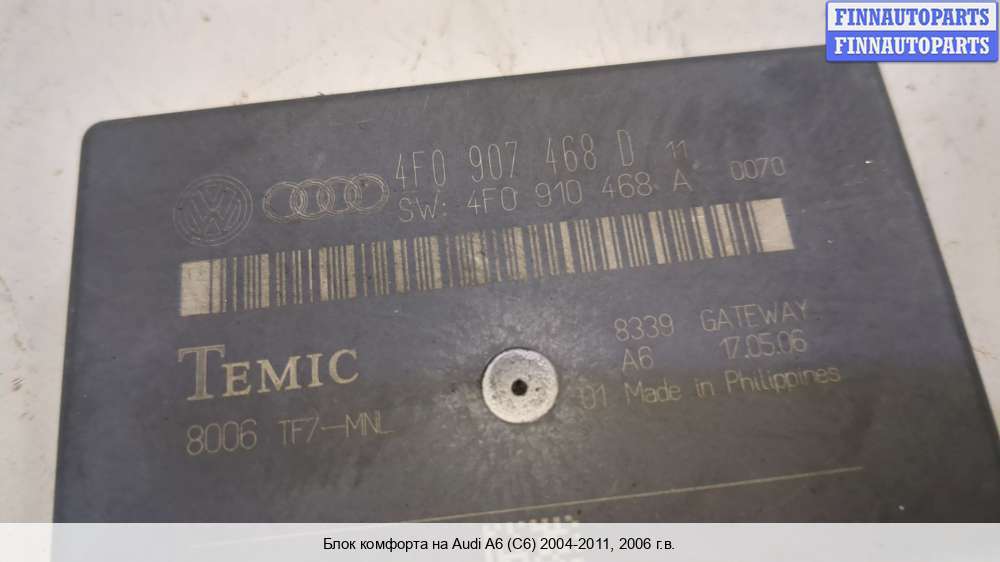 FINNAUTOPARTS
FINNAUTOPARTS
4F0 907 468 D 11
SW: 4F0 910 468 A 0070
8339 GATEWAY
A6 17.05.06
TEMIC
01 Made in Philippines
8006 TF7-MNL
Блок комфорта на Audi A6 (C6) 2004-2011, 2006 г.в.